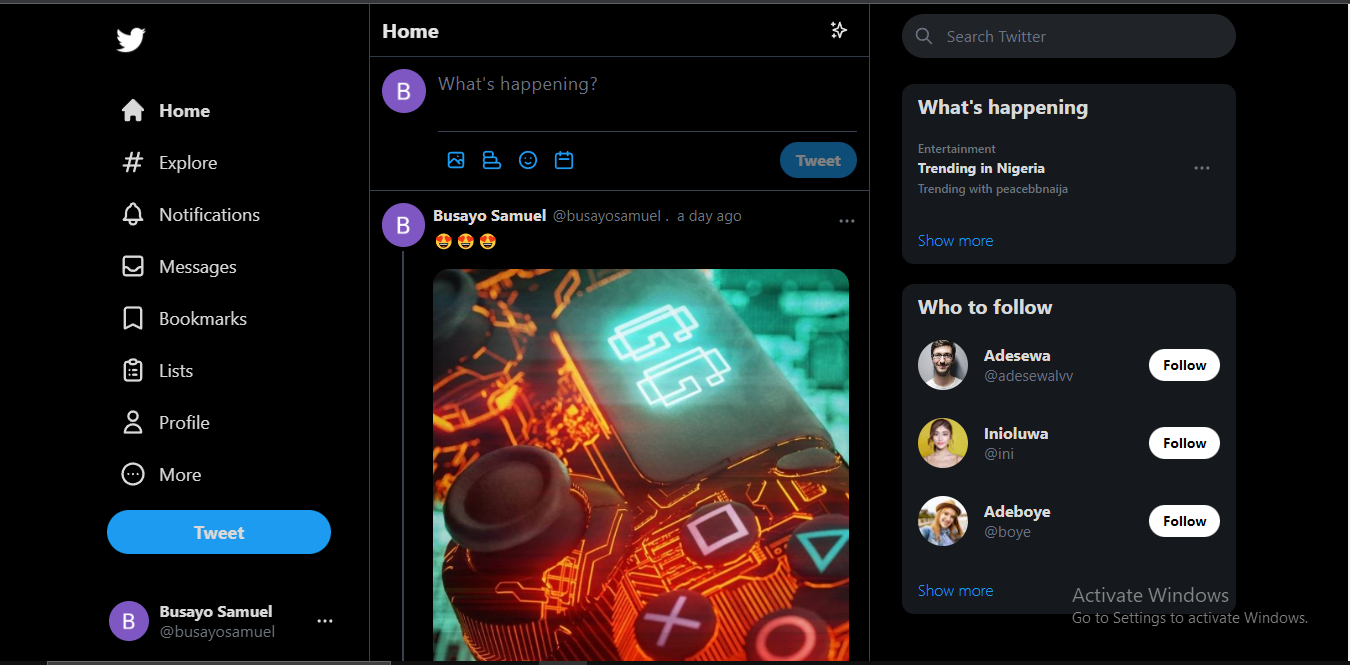 Home
Explore
Notifications
Messages
Bookmarks
Lists
Profile
More
Tweet
B
Busayo Samuel
@busayosamuel
Home
B
What's happening?
Tweet
B
Busayo Samuel @busayosamuel . a day ago
Search Twitter
What's happening
Entertainment
Trending in Nigeria
Trending with peacebbnaija
Show more
Who to follow
Adesewa
@adesewalvv
Follow
Inioluwa
@ini
Follow
Adeboye
@boye
Follow
Show more
Activate Windows
Go to Settings to activate Windows.